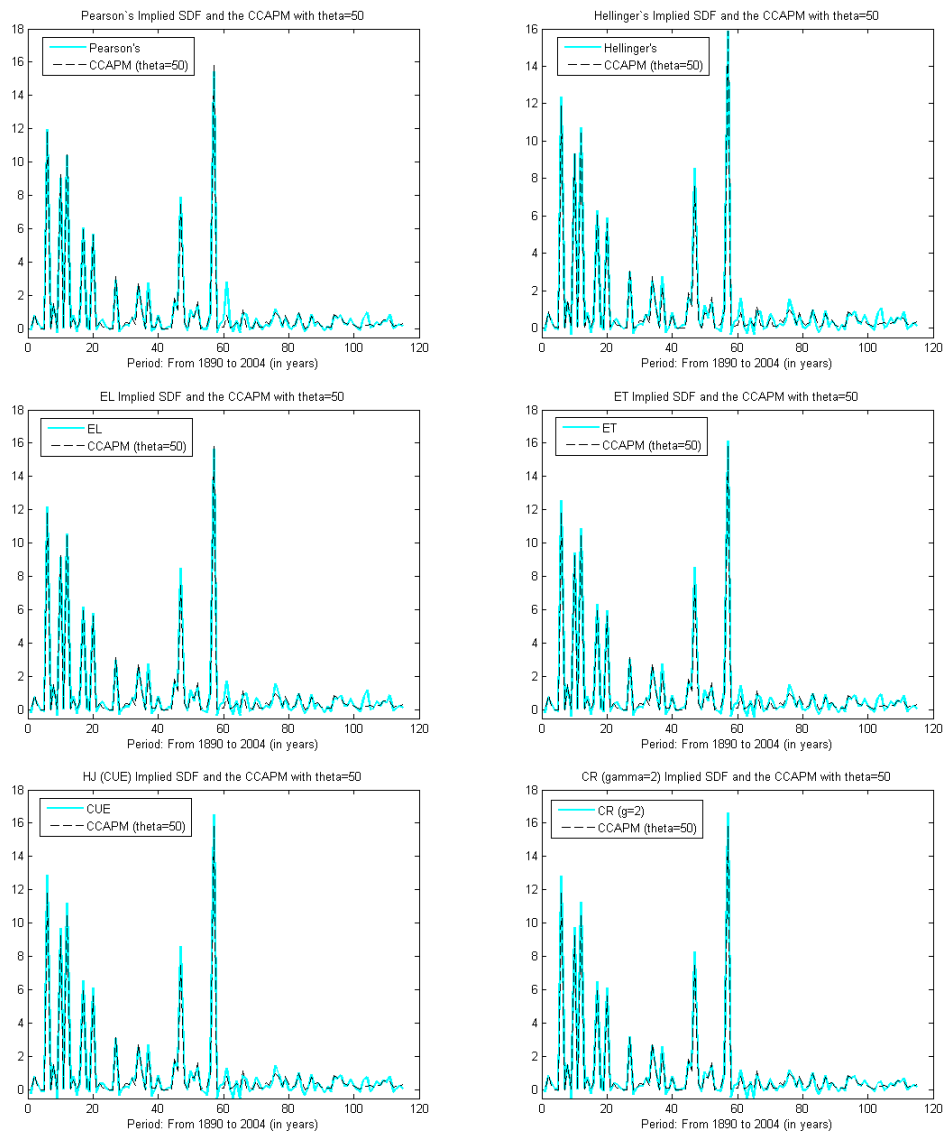 Pearson`s Implied SDF and the CCAPM with theta=50
18
16
14
12
10
8
6
4
2
0
Pearson's
CCAPM (theta=50)
0 20 40 60 80 100 120
Period: From 1890 to 2004 (in years)
Hellinger`s Implied SDF and the CCAPM with theta=50
16
14
12
10
8
6
4
2
0
Hellinger's
CCAPM (theta=50)
0 20 40 60 80 100 120
Period: From 1890 to 2004 (in years)
EL Implied SDF and the CCAPM with theta=50
18
16
14
12
10
8
6
4
2
0
EL
CCAPM (theta=50)
0 20 40 60 80 100 120
Period: From 1890 to 2004 (in years)
ET Implied SDF and the CCAPM with theta=50
18
16
14
12
10
8
6
4
2
0
ET
CCAPM (theta=50)
0 20 40 60 80 100 120
Period: From 1890 to 2004 (in years)
HJ (CUE) Implied SDF and the CCAPM with theta=50
18
16
14
12
10
8
6
4
2
0
CUE
CCAPM (theta=50)
0 20 40 60 80 100 120
Period: From 1890 to 2004 (in years)
CR (gamma=2) Implied SDF and the CCAPM with theta=50
18
16
14
12
10
8
6
4
2
0
CR (g=2)
CCAPM (theta=50)
0 20 40 60 80 100 120
Period: From 1890 to 2004 (in years)